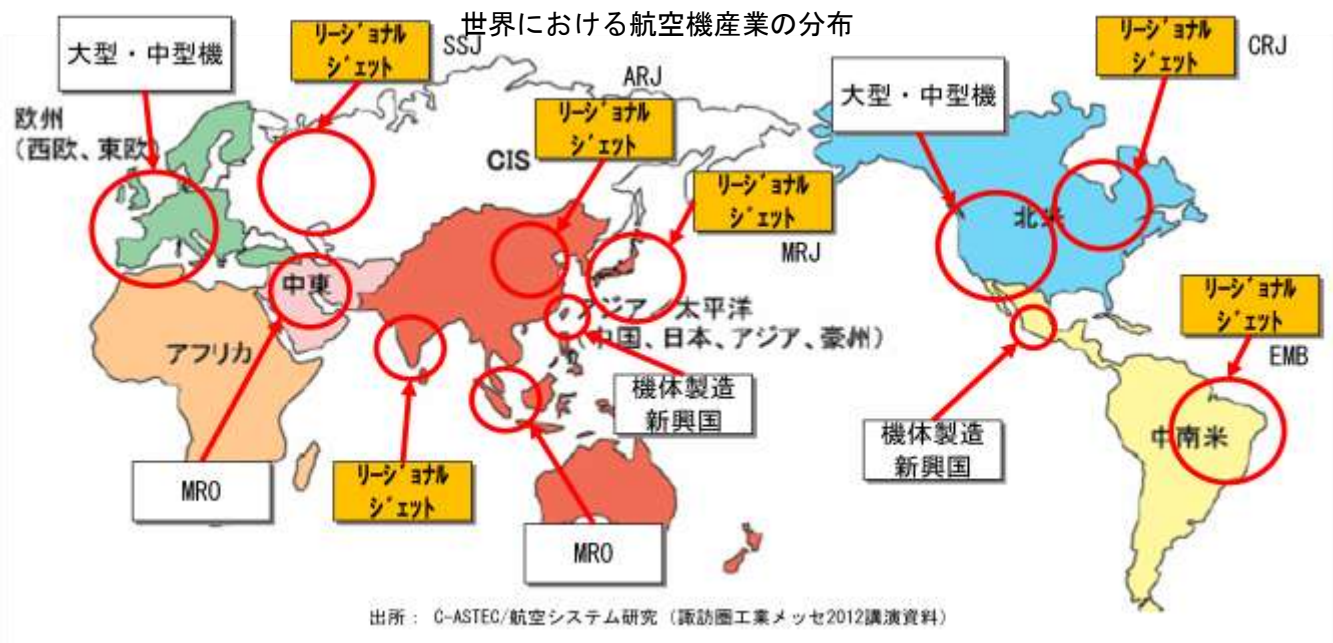 世界における航空機産業の分布
大型・中型機
リージョナル
ジェット
SSJ
ARJ
リージョナル
ジェット
CRJ
大型・中型機
欧州
(西欧、東欧)
リージョナル
ジェット
CIS
リージョナル
ジェット
MRJ
北米
中東
アジア／太平洋
(中国、日本、アジア、豪州)
リージョナル
ジェット
EMB
アフリカ
機体製造
新興国
機体製造
新興国
中南米
MRO
リージョナル
ジェット
MRO
出所： C-ASTEC/航空システム研究（諏訪圏工業メッセ2012講演資料）